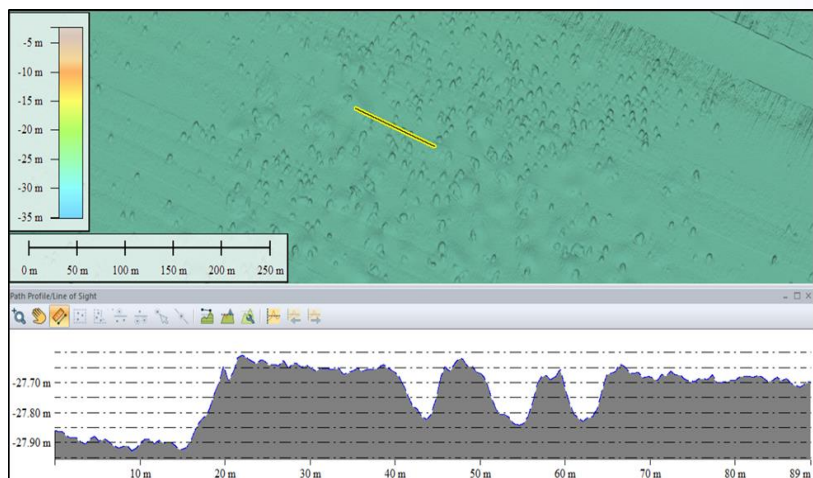 -5 m
-10 m
-15 m
-20 m
-25 m
-30 m
-35 m
0 m 50 m 100 m 150 m 200 m 250 m
Path Profile/Line of Sight
-27.70 m
-27.80 m
-27.90 m
10 m 20 m 30 m 40 m 50 m 60 m 70 m 80 m 89 m